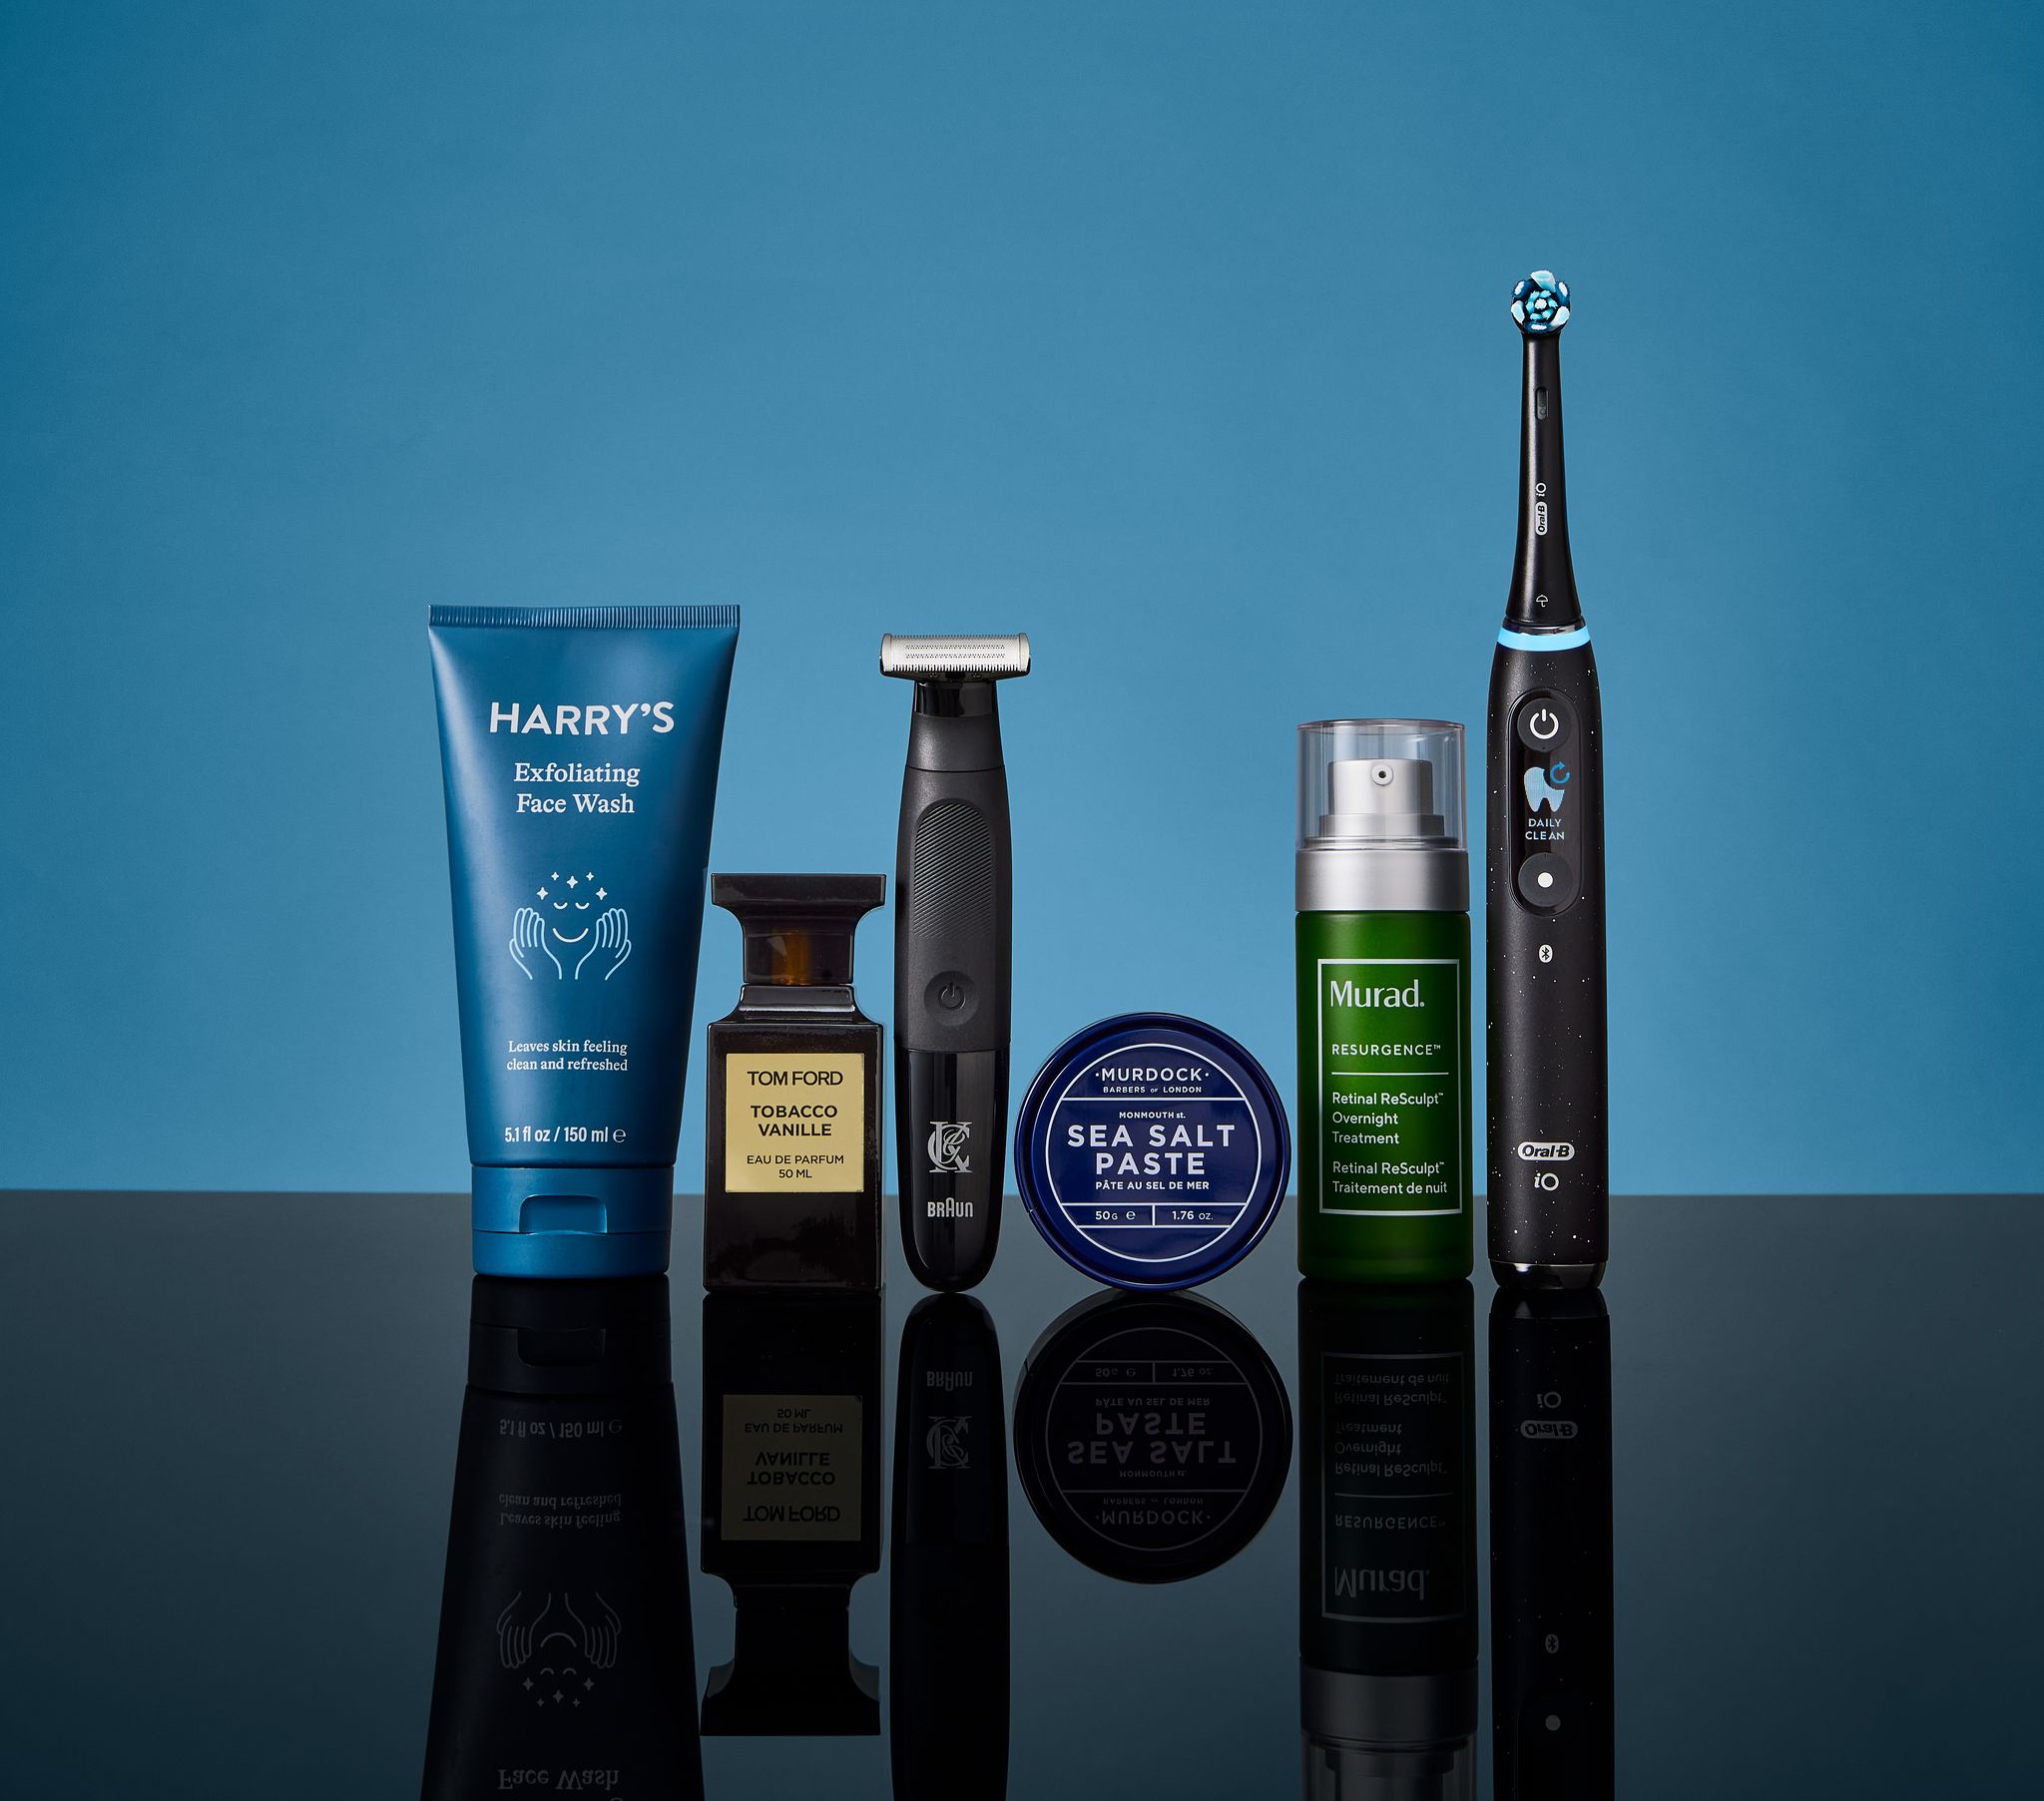 HARRY'S
Exfoliating
Face Wash
Leaves skin feeling
clean and refreshed
5.1 fl oz / 150 ml ℮
TOM FORD
TOBACCO
VANILLE
EAU DE PARFUM
50 ML
BRAUN
·MURDOCK·
BARBERS OF LONDON
MONMOUTH st.
SEA SALT
PASTE
PÂTE AU SEL DE MER
50G ℮ 1.76 OZ.
Murad.
RESURGENCE™
Retinal ReSculpt™
Overnight
Treatment
Retinal ReSculpt™
Traitement de nuit
Oral-B iO
DAILY
CLEAN
Oral-B
iO